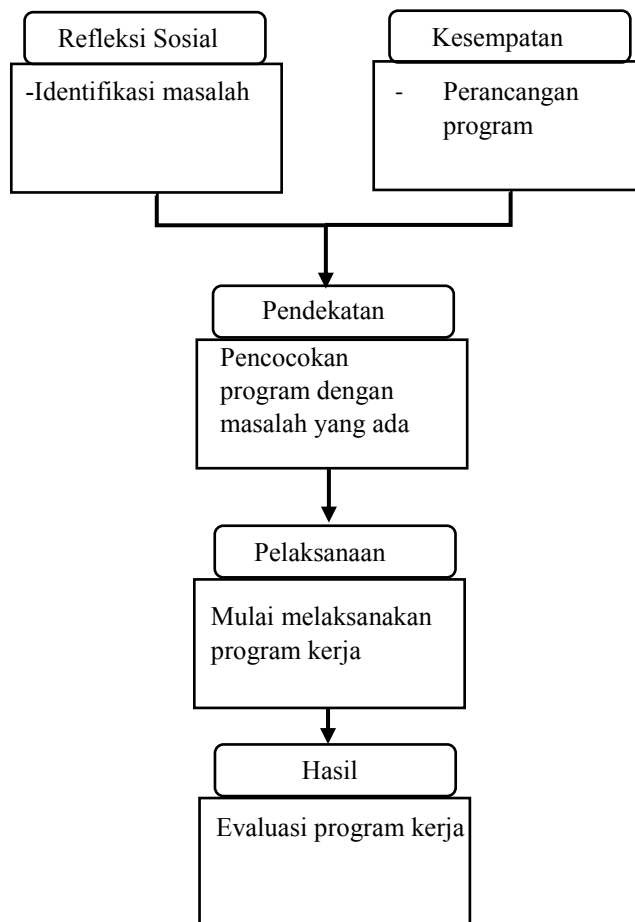 Refleksi Sosial
-Identifikasi masalah
Kesempatan
- Perancangan
program
Pendekatan
Pencocokan
program dengan
masalah yang ada
Pelaksanaan
Mulai melaksanakan
program kerja
Hasil
Evaluasi program kerja